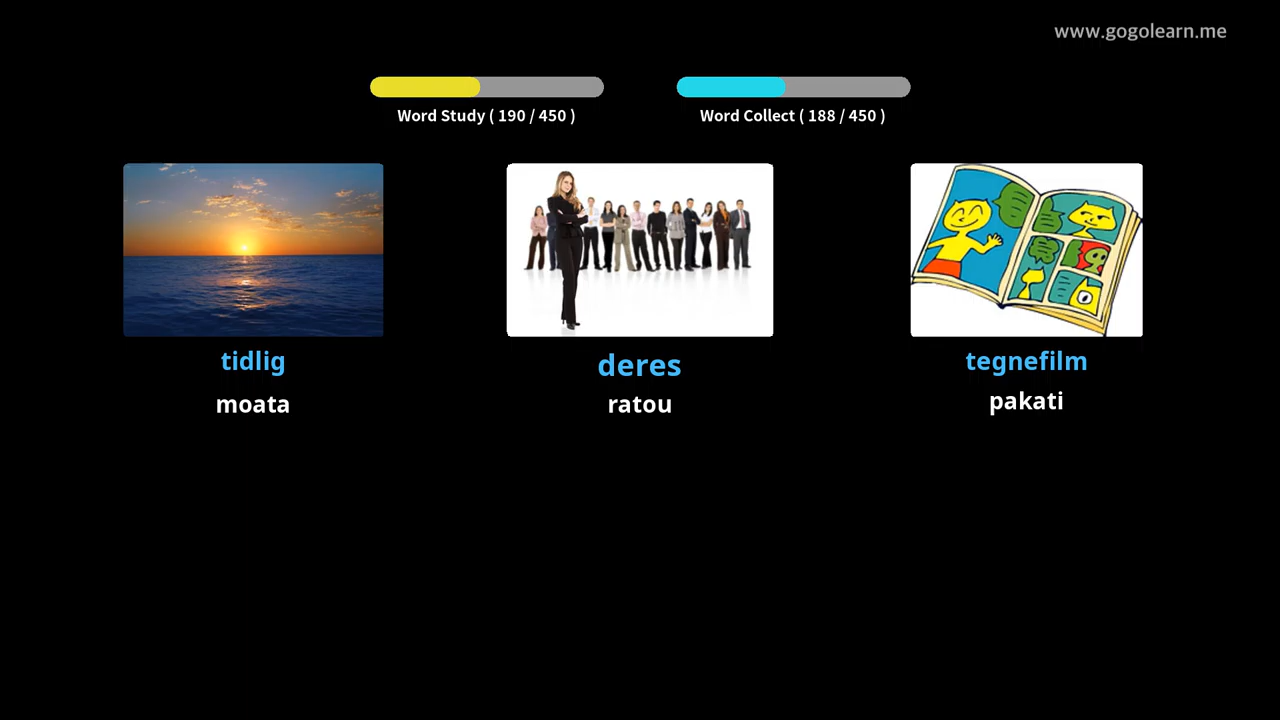 www.gogolearn.me
Word Study ( 190 / 450 )
Word Collect ( 188 / 450 )
tidlig
moata
deres
ratou
tegnefilm
pakati